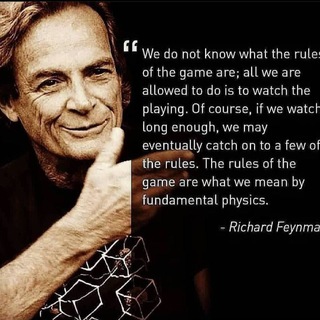 “ We do not know what the rules
of the game are; all we are
allowed to do is to watch the
playing. Of course, if we watch
long enough, we may
eventually catch on to a few of
the rules. The rules of the
game are what we mean by
fundamental physics.
- Richard Feynma